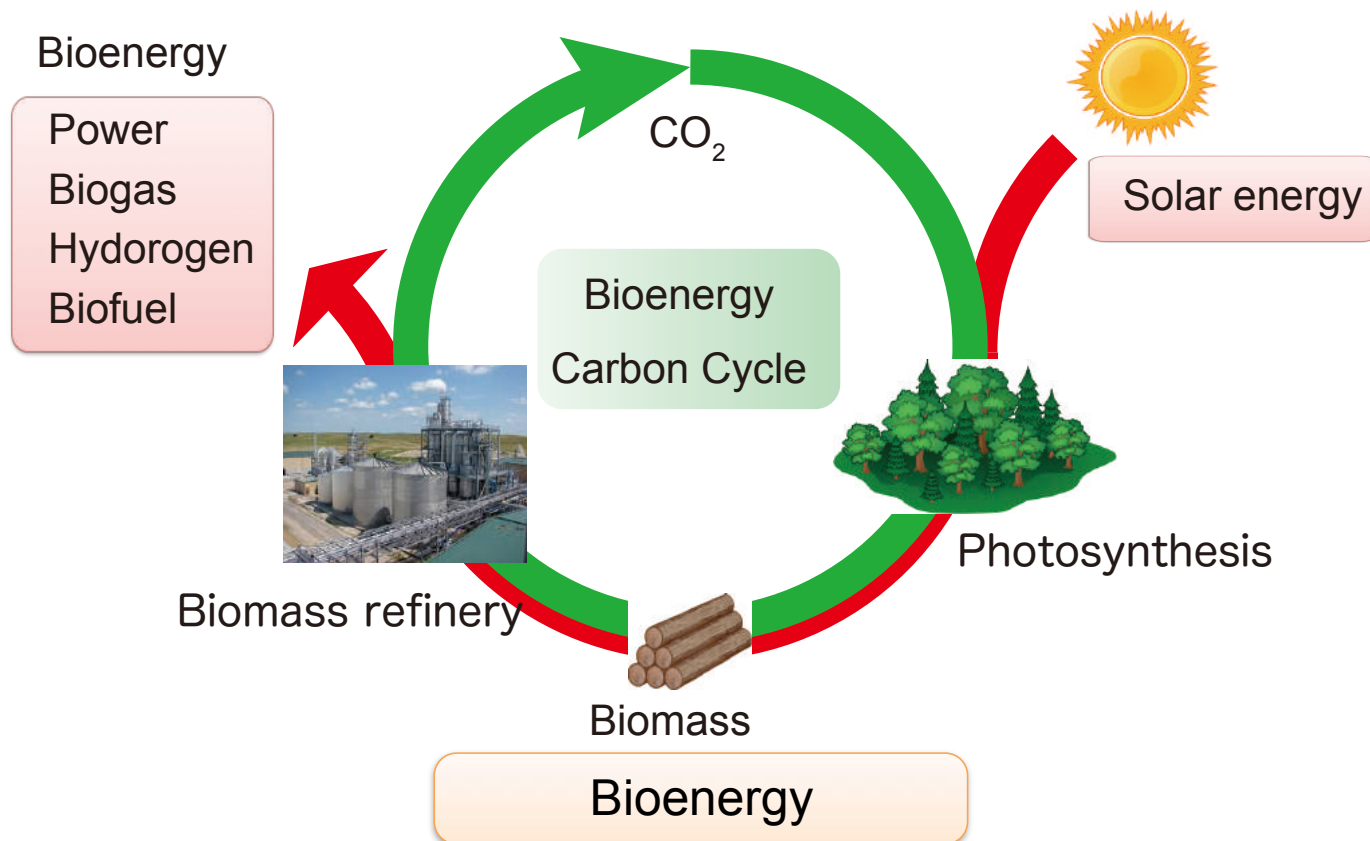 Bioenergy
Power
Biogas
Hydorogen
Biofuel
CO₂
Solar energy
Bioenergy
Carbon Cycle
Photosynthesis
Biomass refinery
Biomass
Bioenergy